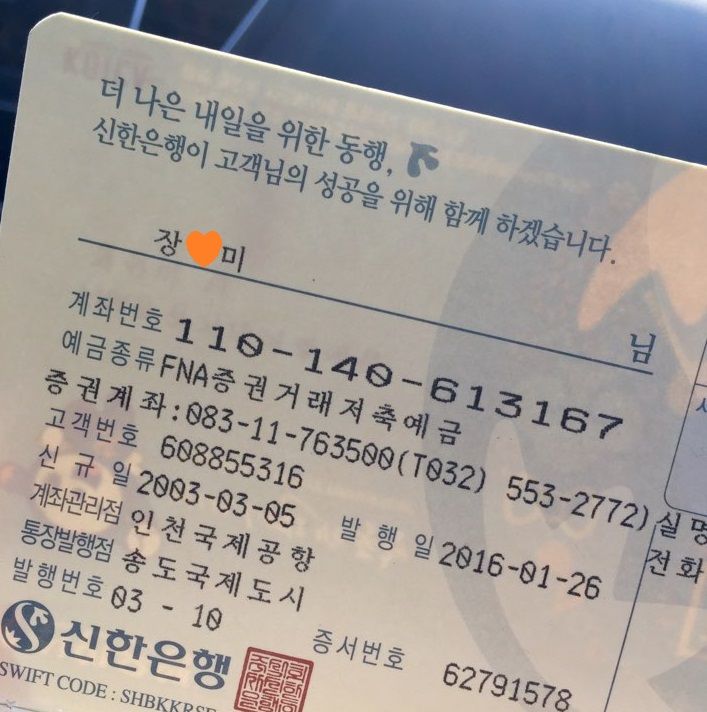 더 나은 내일을 위한 동행,
신한은행이 고객님의 성공을 위해 함께 하겠습니다.
장 미
님
계좌번호 110-140-613167
예금종류 FNA증권거래저축예금
증권계좌:083-11-763500(T032) 553-2772)
고객번호 608855316
실명
신규일 2003-03-05 발행일 2016-01-26
전화
계좌관리점 인천국제공항
통장발행점 송도국제도시
발행번호 03 - 10
증서번호 62791578
신한은행
SWIFT CODE : SHBKKRSE